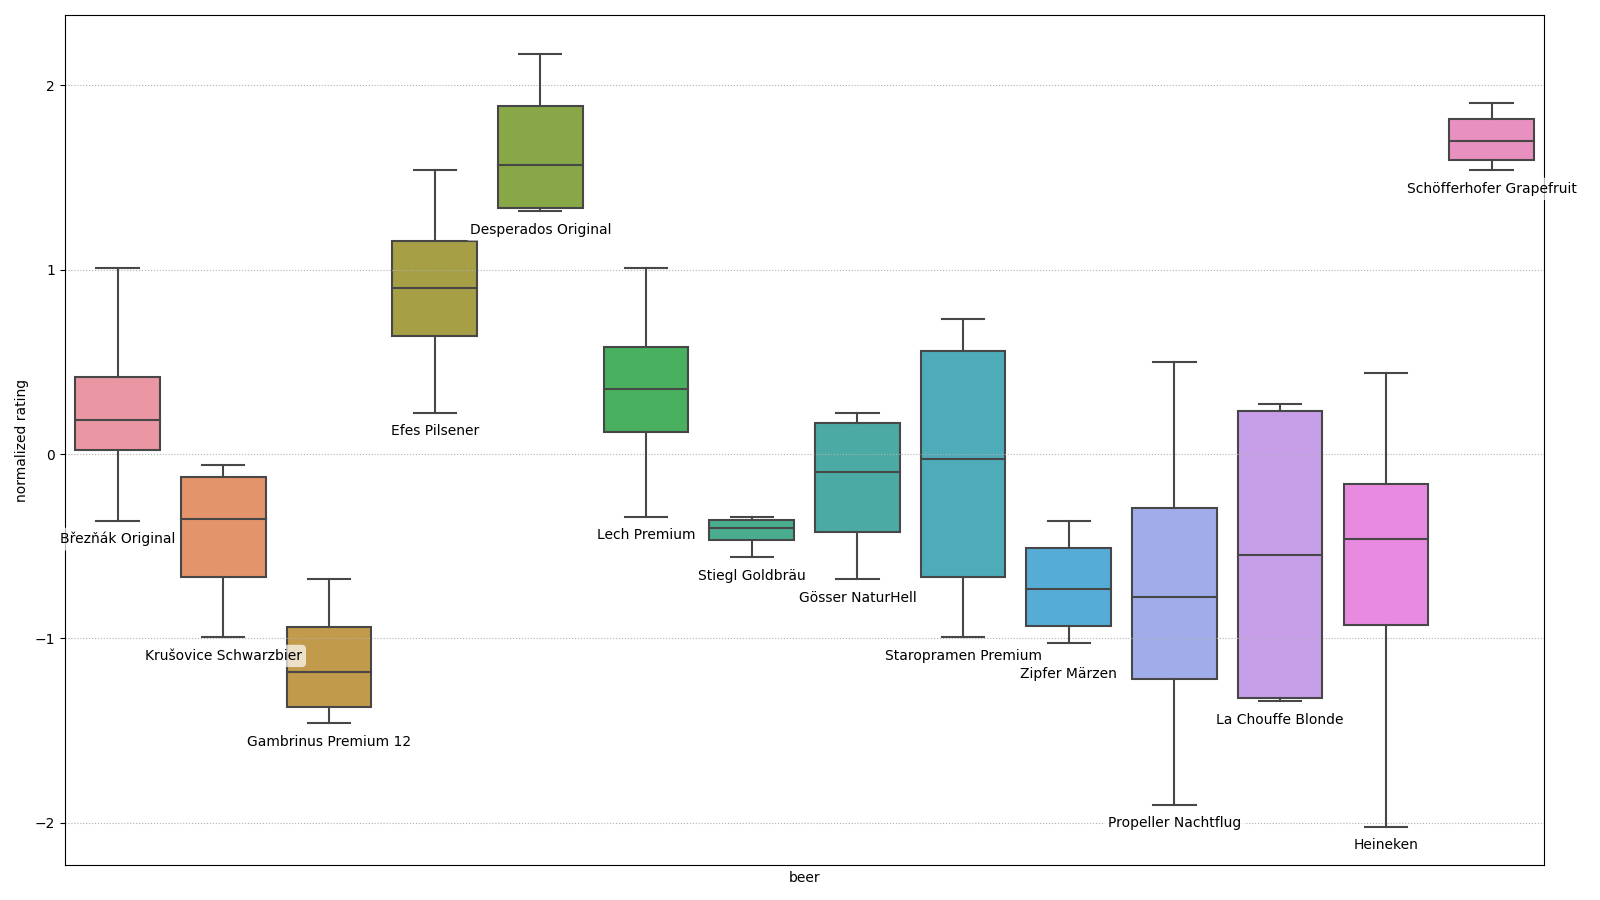 normalized rating
2
1
0
−1
−2
Březňák Original
Krušovice Schwarzbier
Gambrinus Premium 12
Efes Pilsener
Desperados Original
Lech Premium
Stiegl Goldbräu
Gösser NaturHell
Staropramen Premium
Zipfer Märzen
Propeller Nachtflug
La Chouffe Blonde
Heineken
Schöfferhofer Grapefruit
beer